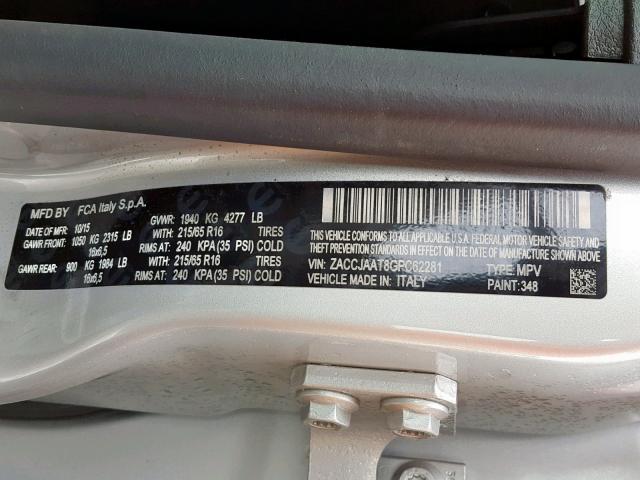 MFD BY FCA Italy S.p.A.
DATE OF MFR: 10/15 GVWR: 1940 KG 4277 LB
GAWR FRONT: 1050 KG 2315 LB WITH: 215/65 R16 TIRES
16x6,5 RIMS AT: 240 KPA(35 PSI) COLD
GAWR REAR: 900 KG 1984 LB WITH: 215/65 R16 TIRES
16x6,5 RIMS AT: 240 KPA(35 PSI) COLD
THIS VEHICLE CONFORMS TO ALL APPLICABLE U.S.A. FEDERAL MOTOR VEHICLE SAFETY AND
THEFT PREVENTION STANDARDS IN EFFECT ON THE DATE OF MANUFACTURE SHOWN ABOVE
VIN: ZACCJAAT8GPC62281 TYPE: MPV
VEHICLE MADE IN: ITALY PAINT: 348